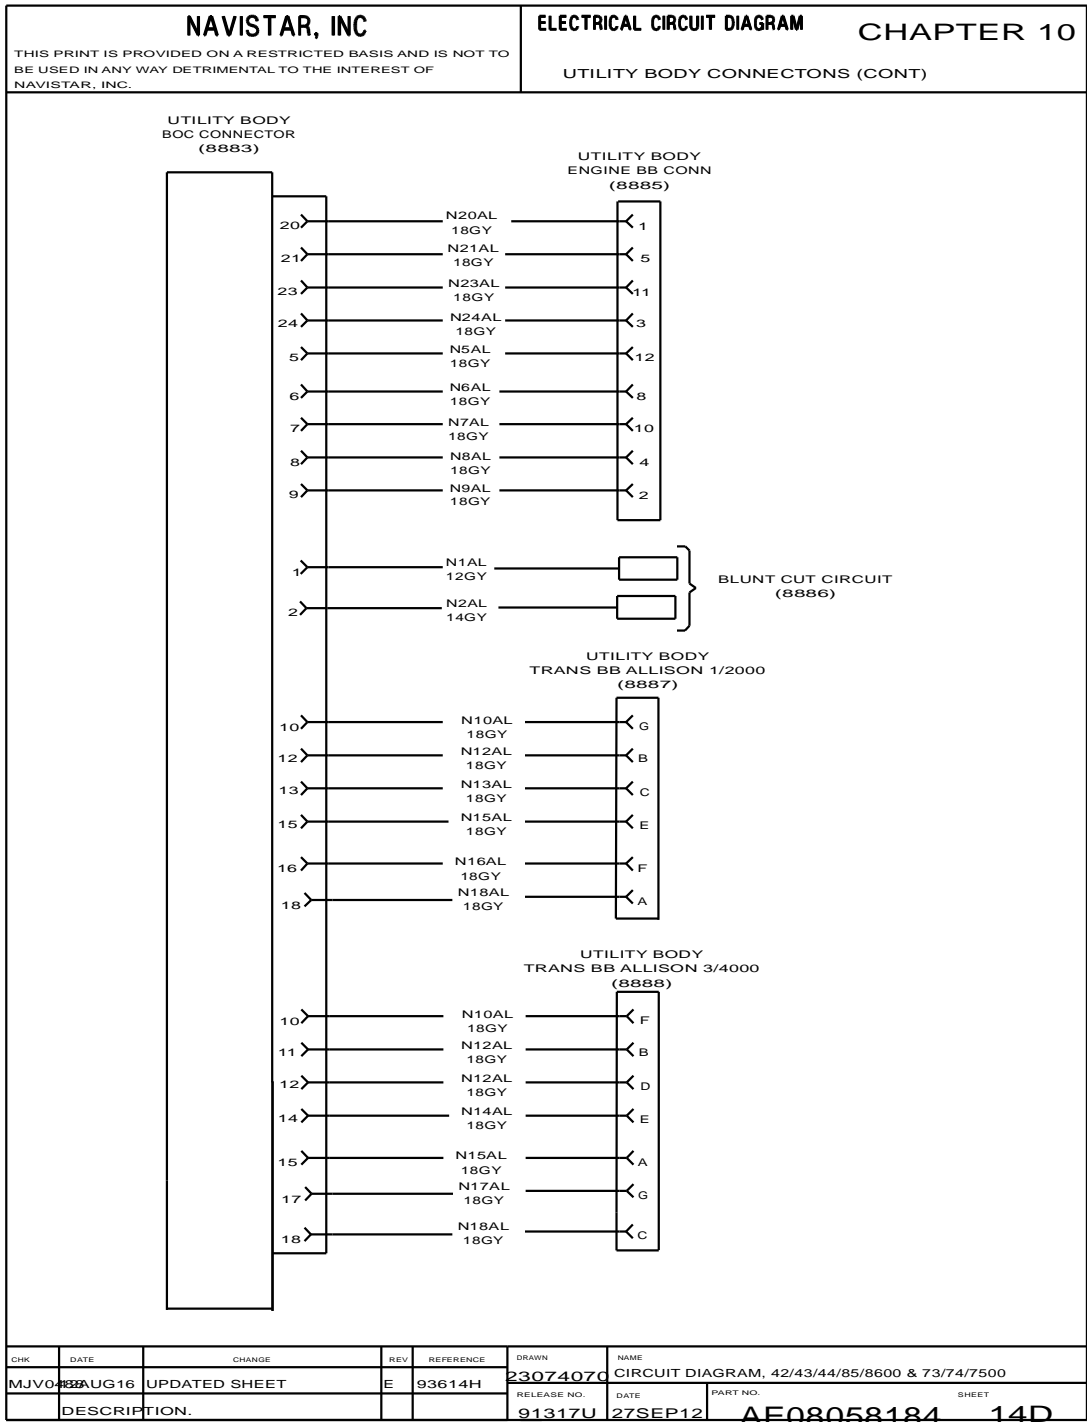 NAVISTAR, INC
THIS PRINT IS PROVIDED ON A RESTRICTED BASIS AND IS NOT TO
BE USED IN ANY WAY DETRIMENTAL TO THE INTEREST OF
NAVISTAR, INC.
ELECTRICAL CIRCUIT DIAGRAM
CHAPTER 10
UTILITY BODY CONNECTONS (CONT)
UTILITY BODY
BOC CONNECTOR
(8883)
UTILITY BODY
ENGINE BB CONN
(8885)
20 N20AL 1
18GY
21 N21AL 5
18GY
23 N23AL 11
18GY
24 N24AL 3
18GY
5 N5AL 12
18GY
6 N6AL 8
18GY
7 N7AL 10
18GY
8 N8AL 4
18GY
9 N9AL 2
18GY
1 N1AL
12GY
2 N2AL
14GY
BLUNT CUT CIRCUIT
(8886)
UTILITY BODY
TRANS BB ALLISON 1/2000
(8887)
10 N10AL G
18GY
12 N12AL B
18GY
13 N13AL C
18GY
15 N15AL E
18GY
16 N16AL F
18GY
18 N18AL A
18GY
UTILITY BODY
TRANS BB ALLISON 3/4000
(8888)
10 N10AL F
18GY
11 N12AL B
18GY
12 N12AL D
18GY
14 N14AL E
18GY
15 N15AL A
18GY
17 N17AL G
18GY
18 N18AL C
18GY
CHK DATE CHANGE REV REFERENCE DRAWN NAME
UPDATED SHEET E 93614H 23074070 CIRCUIT DIAGRAM, 42/43/44/85/8600 & 73/74/7500
DESCRIPTION.
RELEASE NO. DATE PART NO. SHEET
91317U 27SEP12 AF08058184 14D